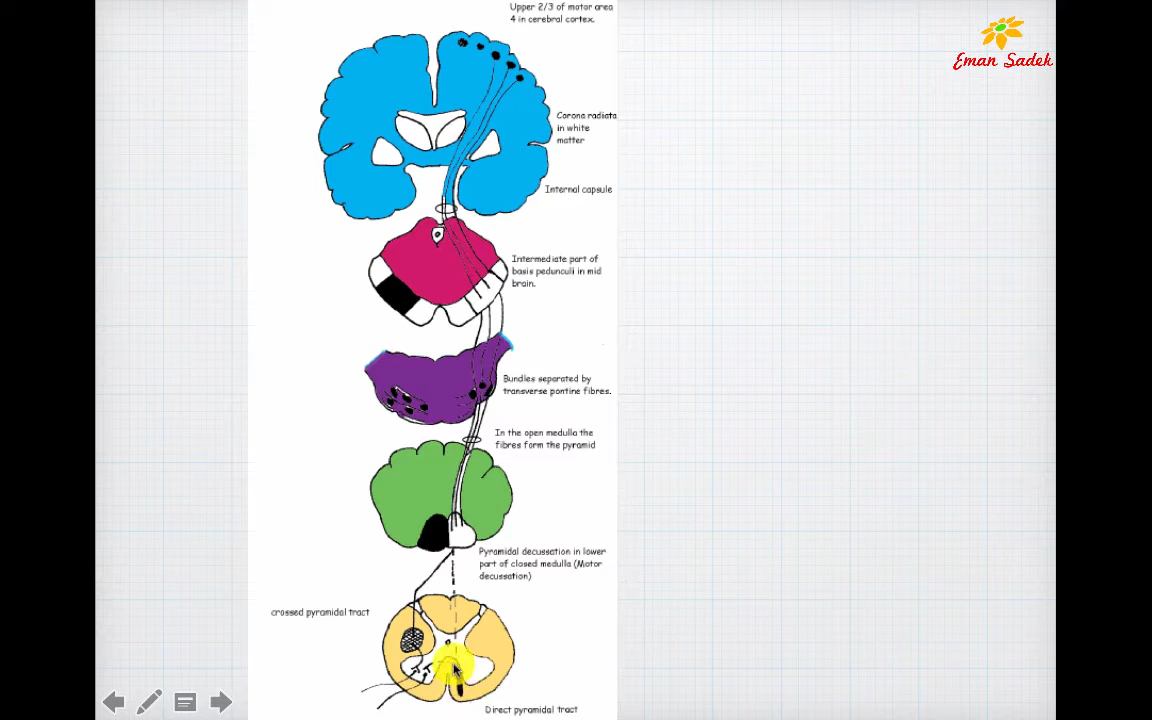 Upper 2/3 of motor area
4 in cerebral cortex.
Eman Sadek
Corona radiata
in white
matter
Internal capsule
Intermediate part of
basis pedunculi in mid
brain.
Bundles separated by
transverse pontine fibres.
In the open medulla the
fibres form the pyramid
Pyramidal decussation in lower
part of closed medulla (Motor
decussation)
crossed pyramidal tract
Direct pyramidal tract